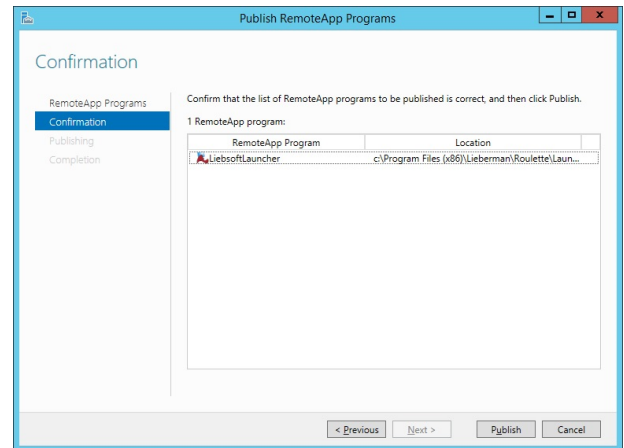 Publish RemoteApp Programs
Confirmation
RemoteApp Programs
Confirmation
Publishing
Completion
Confirm that the list of RemoteApp programs to be published is correct, and then click Publish.
1 RemoteApp program:
RemoteApp Program Location
LiebsoftLauncher c:\Program Files (x86)\Lieberman\Roulette\Laun...
< Previous Next > Publish Cancel